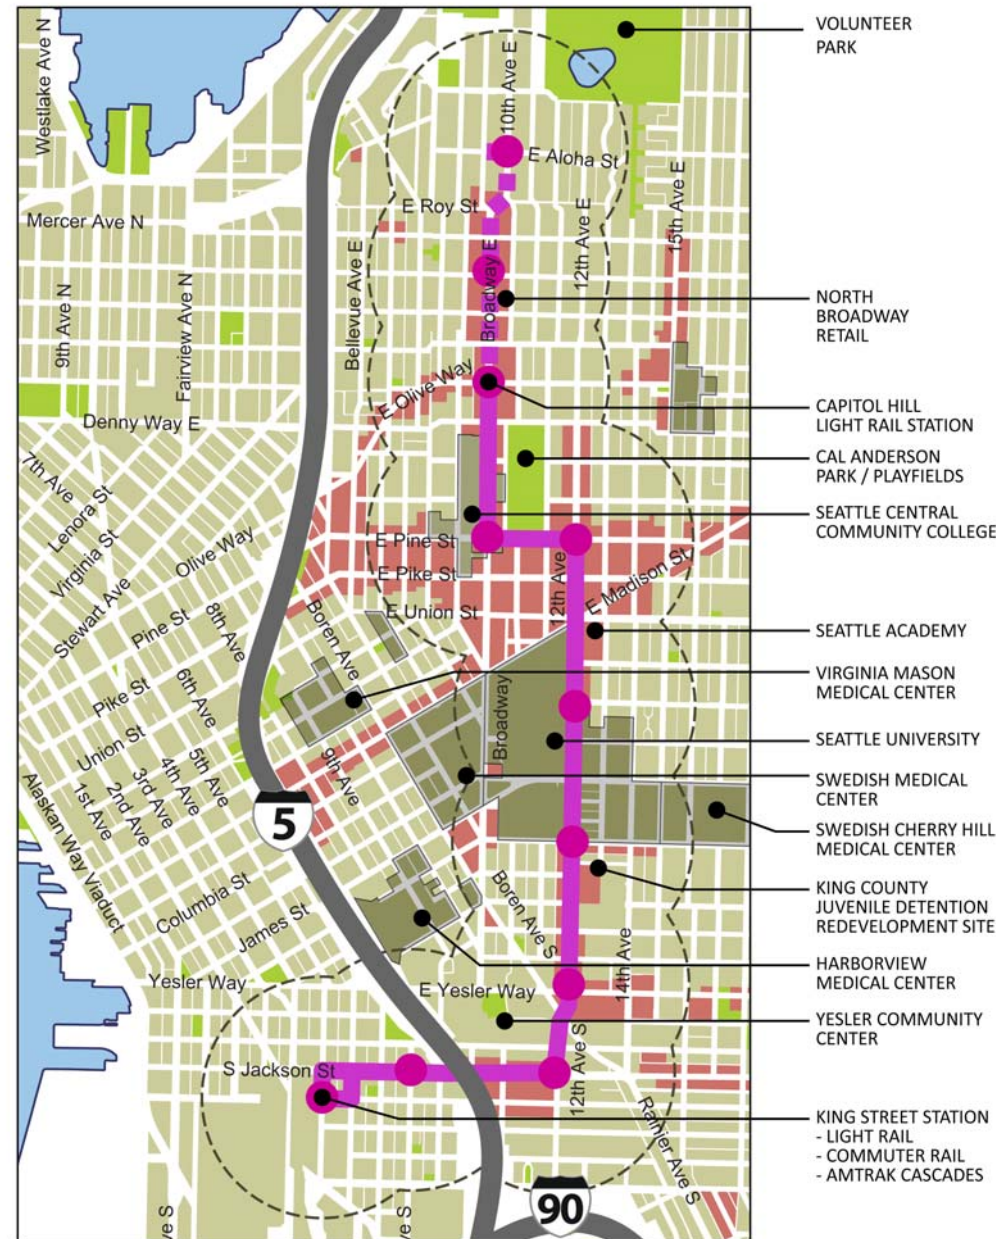 VOLUNTEER
PARK
Westlake Ave N
10th Ave E
E Aloha St
E Roy St
Mercer Ave N
12th Ave E
15th Ave E
Bellevue Ave E
Broadway E
9th Ave N
Fairview Ave N
NORTH
BROADWAY
RETAIL
E Olive Way
Denny Way E
CAPITOL HILL
LIGHT RAIL STATION
CAL ANDERSON
PARK / PLAYFIELDS
7th Ave
Lenora St
Virginia St
Stewart Ave
Olive Way
SEATTLE CENTRAL
COMMUNITY COLLEGE
E Pine St
E Pike St
E Union St
12th Ave
E Madison St
Pine St
8th Ave
Boren Ave
SEATTLE ACADEMY
Pike St
6th Ave
VIRGINIA MASON
MEDICAL CENTER
Union St
5th Ave
4th Ave
3rd Ave
2nd Ave
1st Ave
9th Ave
Broadway
SEATTLE UNIVERSITY
Alaskan Way Viaduct
5
SWEDISH MEDICAL
CENTER
SWEDISH CHERRY HILL
MEDICAL CENTER
Columbia St
James St
Boren Ave S
14th Ave
KING COUNTY
JUVENILE DETENTION
REDEVELOPMENT SITE
Yesler Way
E Yesler Way
HARBORVIEW
MEDICAL CENTER
YESLER COMMUNITY
CENTER
S Jackson St
12th Ave S
Rainier Ave S
KING STREET STATION
- LIGHT RAIL
- COMMUTER RAIL
- AMTRAK CASCADES
90
ve S
ve S